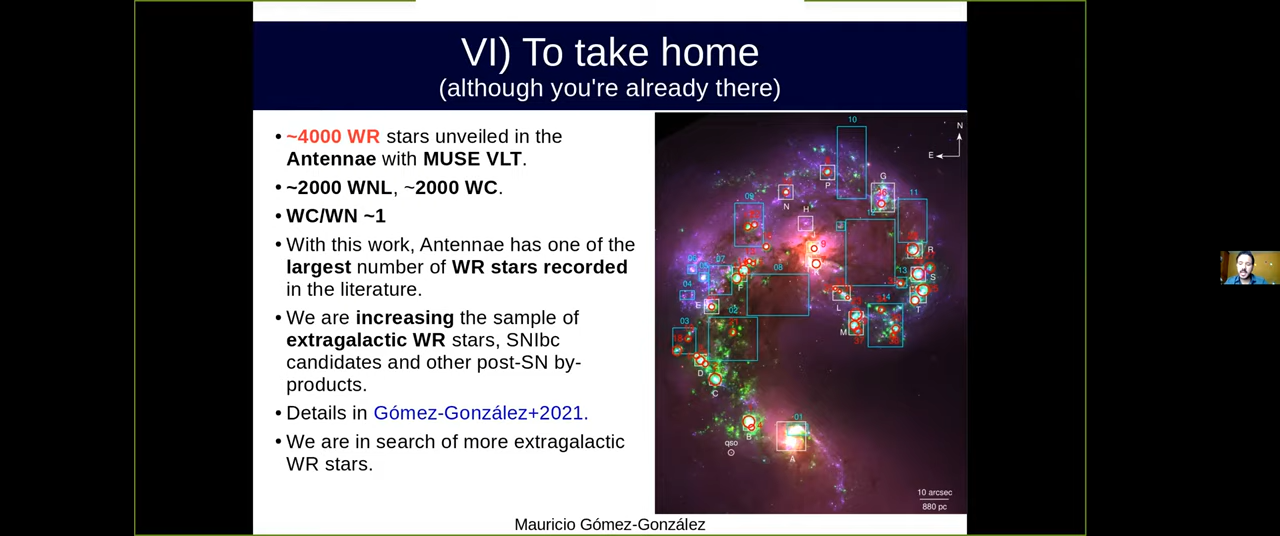 VI) To take home
(although you're already there)
• ~4000 WR stars unveiled in the
Antennae with MUSE VLT.
• ~2000 WNL, ~2000 WC.
• WC/WN ~1
• With this work, Antennae has one of the
largest number of WR stars recorded
in the literature.
• We are increasing the sample of
extragalactic WR stars, SNIbc
candidates and other post-SN by-
products.
• Details in Gómez-González+2021.
• We are in search of more extragalactic
WR stars.
10
N
E
P
G
N
09
11
H
12
9
R
06
05
07
08
13
S
04
F
E
L
T
02
14
03
M
37
D
C
01
B
qso
A
10 arcsec
880 pc
Mauricio Gómez-González